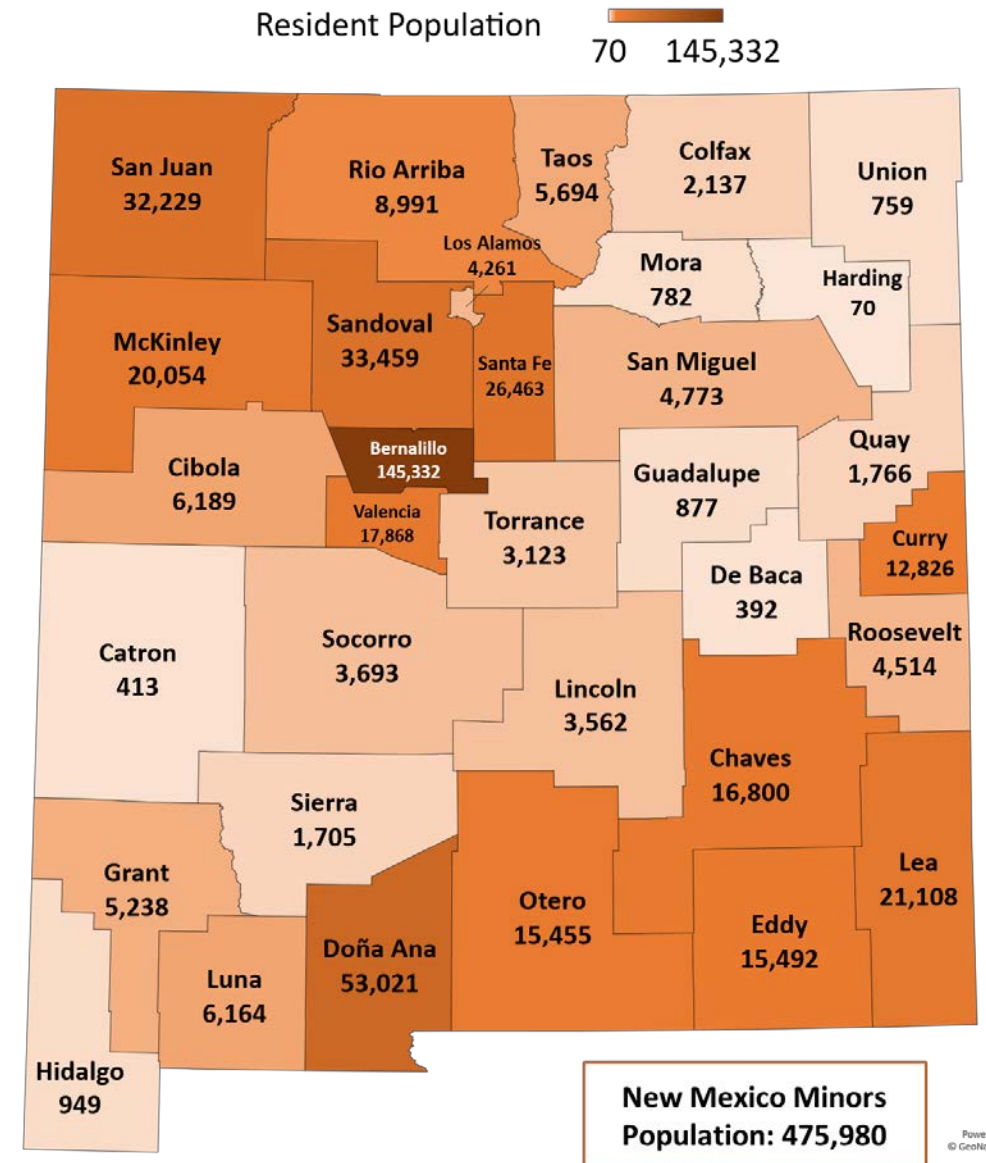 Resident Population
70 145,332
San Juan
32,229
Rio Arriba
8,991
Taos
5,694
Colfax
2,137
Union
759
Los Alamos
4,261
Mora
782
Harding
70
McKinley
20,054
Sandoval
33,459
Santa Fe
26,463
San Miguel
4,773
Quay
1,766
Cibola
6,189
Bernalillo
145,332
Valencia
17,868
Torrance
3,123
Guadalupe
877
Curry
12,826
De Baca
392
Roosevelt
4,514
Catron
413
Socorro
3,693
Lincoln
3,562
Chaves
16,800
Sierra
1,705
Grant
5,238
Otero
15,455
Lea
21,108
Eddy
15,492
Doña Ana
53,021
Luna
6,164
Hidalgo
949
New Mexico Minors
Population: 475,980
Powe
© GeoNa